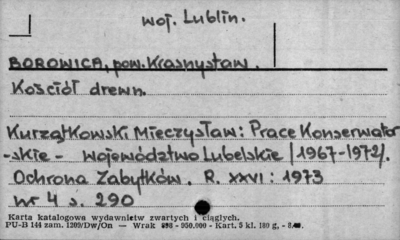 woj. Lublin.
BOROWICA, pow. Krasnystaw.
Kościół drewn.
Kurzątkowski Mieczysław: Prace Konserwator
-skie - Województwo Lubelskie /1967-1972/.
Ochrona Zabytków. R. XXVI: 1973
nr 4 s. 290
Karta katalogowa wydawnictw zwartych i ciągłych.
PU-B 144 zam. 1209/Dw/On — Wrak - 950.000 - Kart. 5 kl. 180 g,